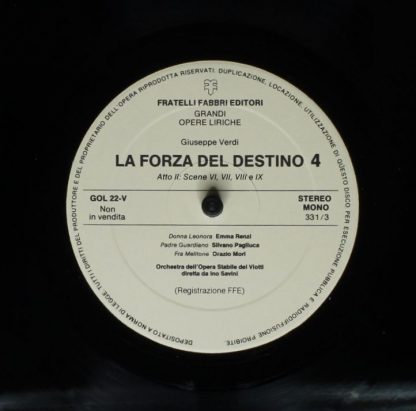 DEPOSITATO A NORMA DI LEGGE. TUTTI I DIRITTI DEL PRODUTTORE E DEL PROPRIETARIO DELL'OPERA RIPRODOTTA RISERVATI. DUPLICAZIONE, LOCAZIONE, UTILIZZAZIONE DI QUESTO DISCO PER ESECUZIONE PUBBLICA E RADIODIFFUSIONE PROIBITE.
FRATELLI FABBRI EDITORI
GRANDI
OPERE LIRICHE
Giuseppe Verdi
LA FORZA DEL DESTINO 4
Atto II: Scene VI, VII, VIII e IX
GOL 22-V
Non
in vendita
STEREO
MONO
331/3
Donna Leonora Emma Renzi
Padre Guardiano Silvano Pagliuca
Fra Melitone Orazio Mori
Orchestra dell'Opera Stabile dei Viotti
diretta da Ino Savini
(Registrazione FFE)